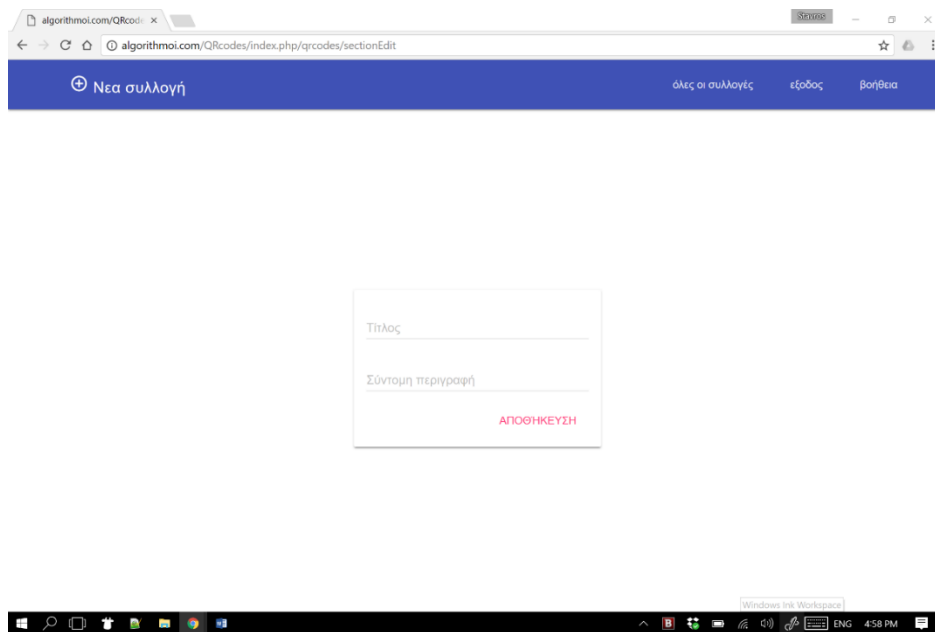 algorithmoi.com/QRcode
Stavros
algorithmoi.com/QRcodes/index.php/qrcodes/sectionEdit
Νεα συλλογή
όλες οι συλλογές εξοδος βοήθεια
Τίτλος
Σύντομη περιγραφή
ΑΠΟΘΉΚΕΥΣΗ
Windows Ink Workspace
B ENG 4:58 PM